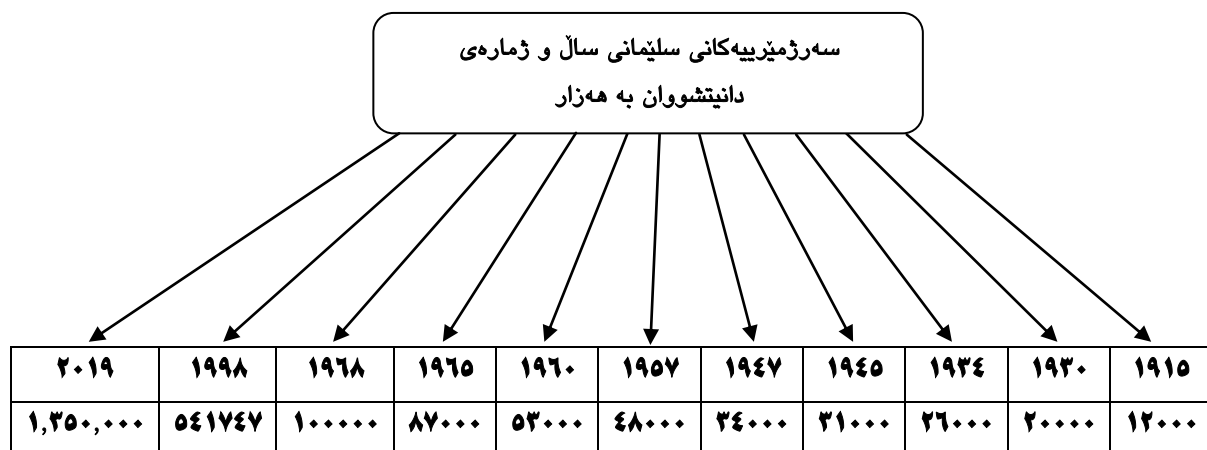 سەرژمێرییەکانی سلێمانی ساڵ و ژمارەی
دانیتشووان بە هەزار
١٩١٥ ١٩٣٠ ١٩٣٤ ١٩٤٥ ١٩٤٧ ١٩٥٧ ١٩٦٠ ١٩٦٥ ١٩٦٨ ١٩٩٨ ٢٠١٩
١٢٠٠٠ ٢٠٠٠٠ ٢٦٠٠٠ ٣١٠٠٠ ٣٤٠٠٠ ٤٨٠٠٠ ٥٣٠٠٠ ٨٧٠٠٠ ١٠٠٠٠٠ ٥٤١٧٤٧ ١,٣٥٠,٠٠٠